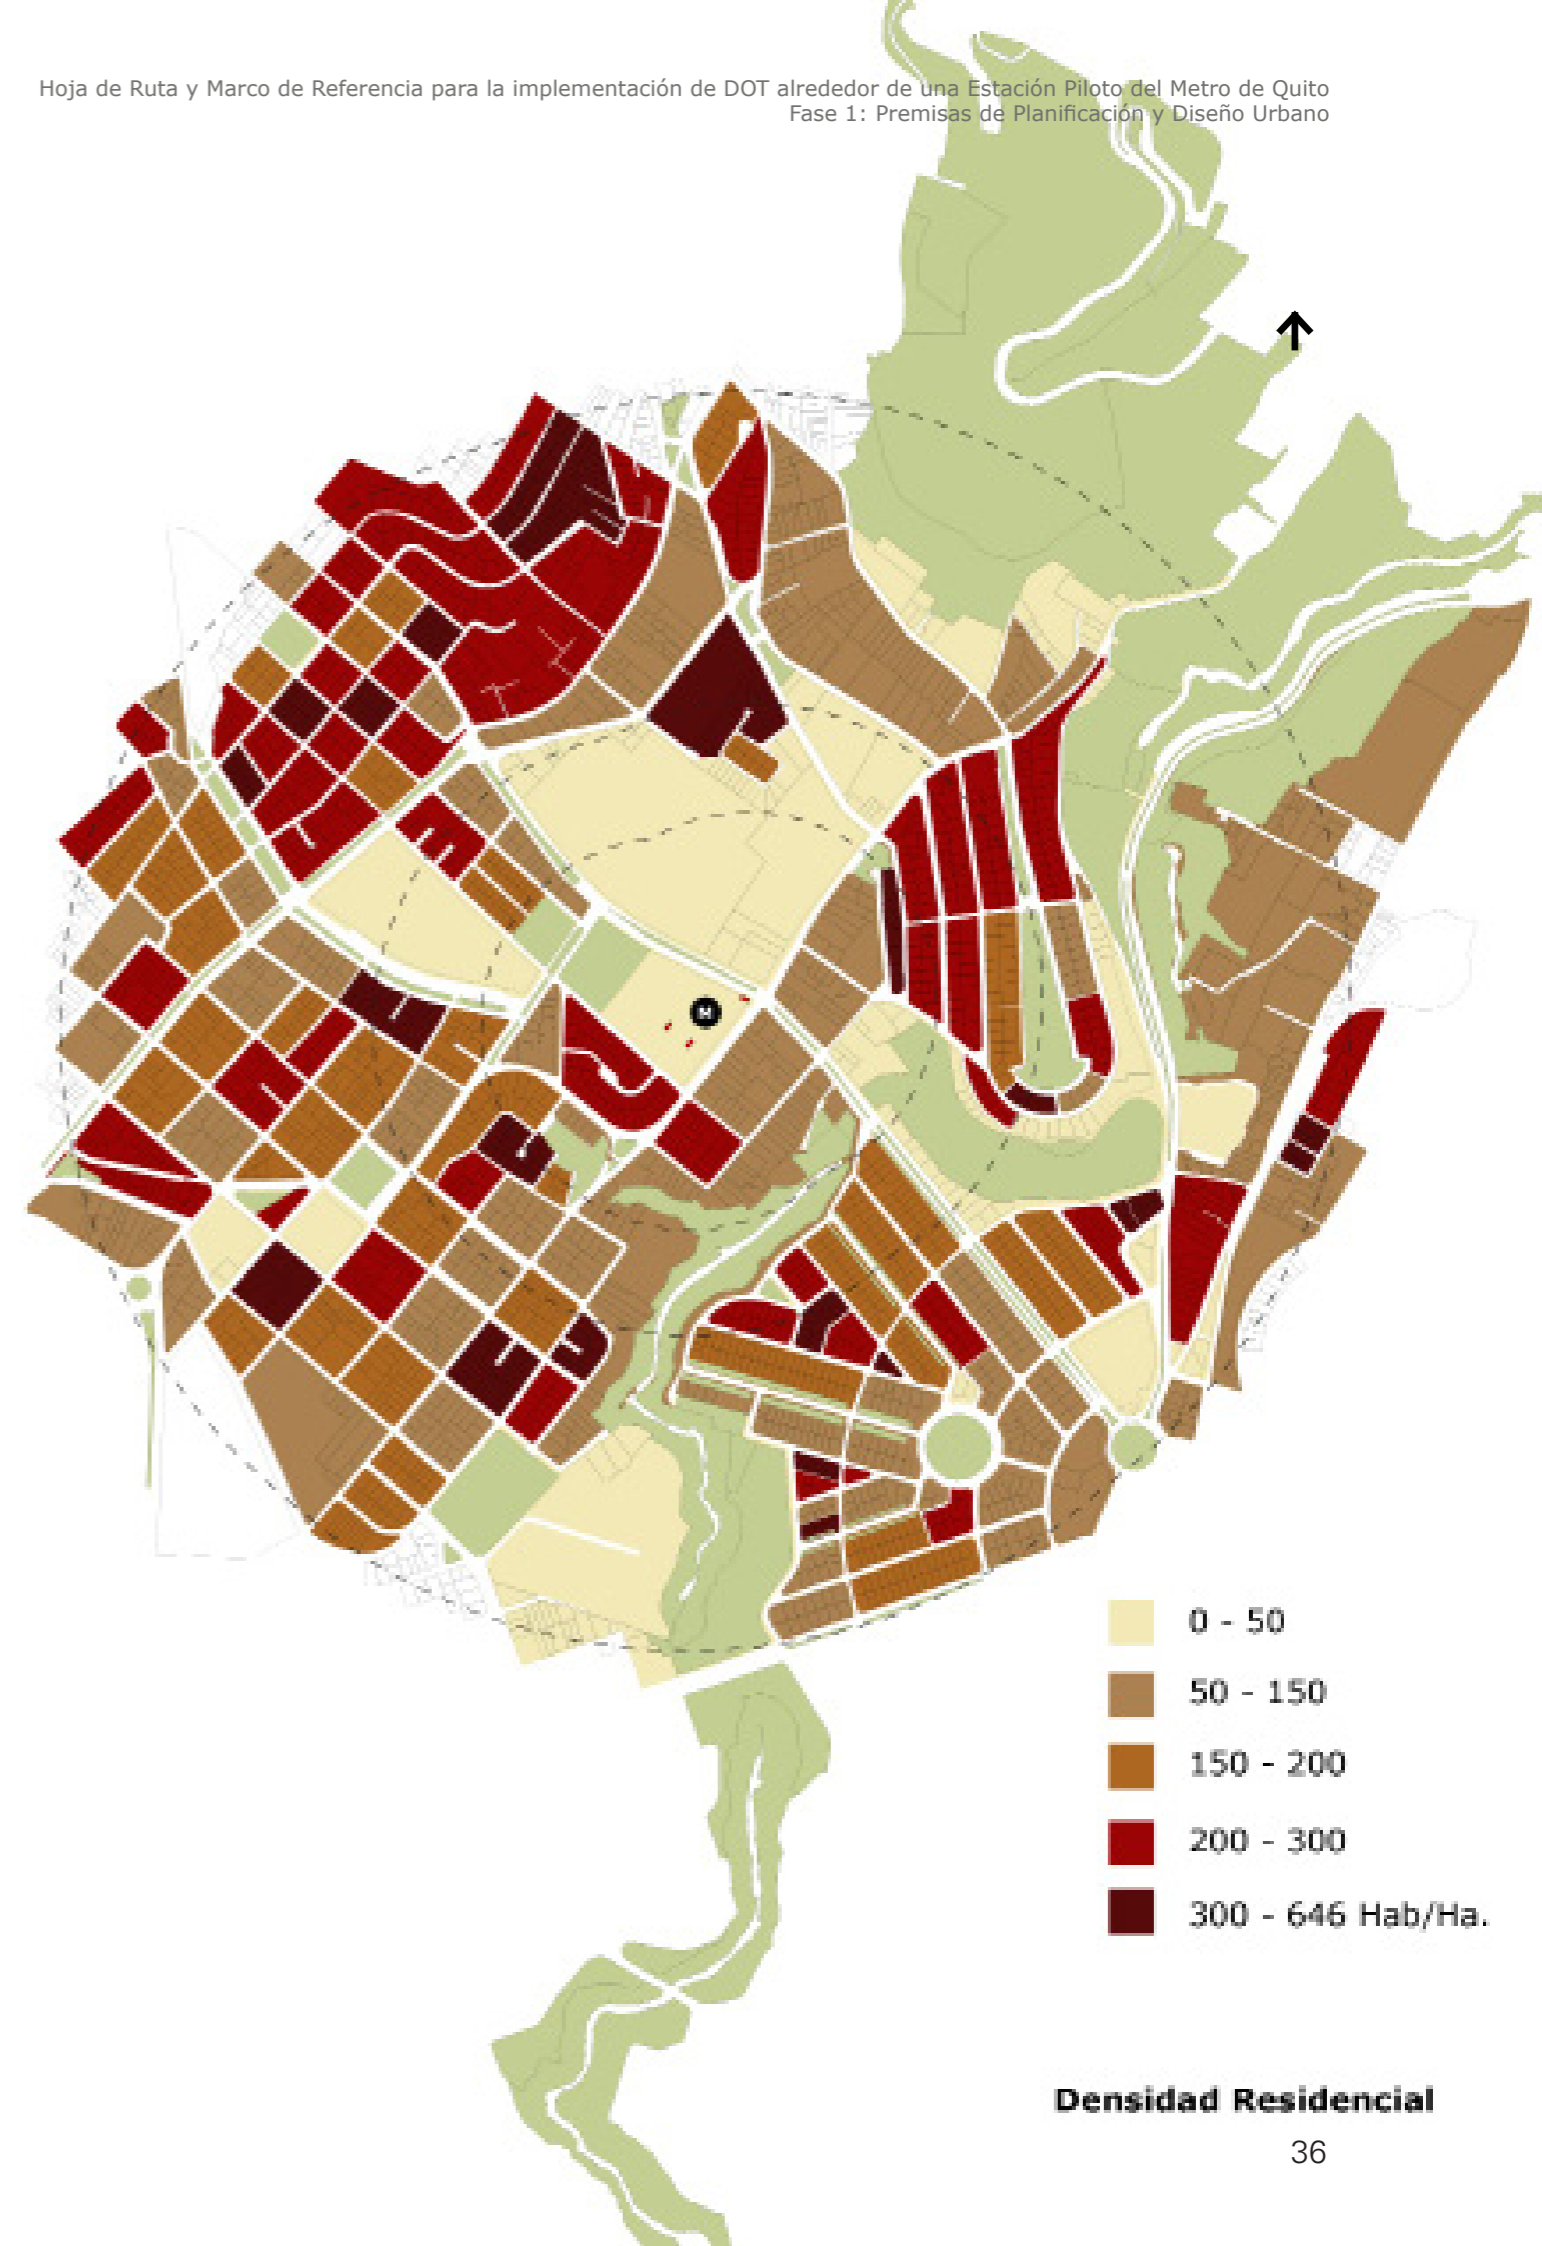 Hoja de Ruta y Marco de Referencia para la implementación de DOT alrededor de una Estación Piloto del Metro de Quito
Fase 1: Premisas de Planificación y Diseño Urbano
M
0 - 50
50 - 150
150 - 200
200 - 300
300 - 646 Hab/Ha.
Densidad Residencial
36